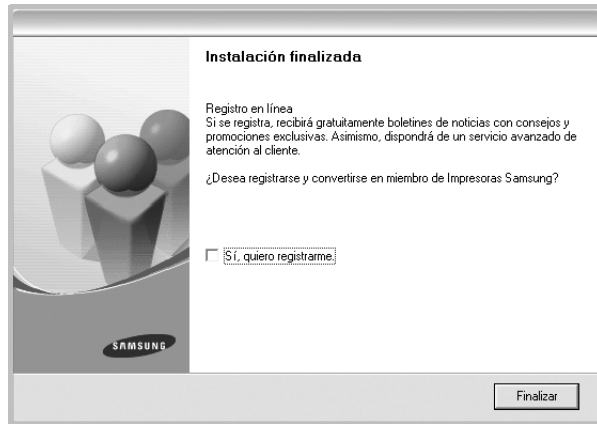 Instalación finalizada
Registro en línea
Si se registra, recibirá gratuitamente boletines de noticias con consejos y
promociones exclusivas. Asimismo, dispondrá de un servicio avanzado de
atención al cliente.
¿Desea registrarse y convertirse en miembro de Impresoras Samsung?
Sí, quiero registrarme.
SAMSUNG
Finalizar